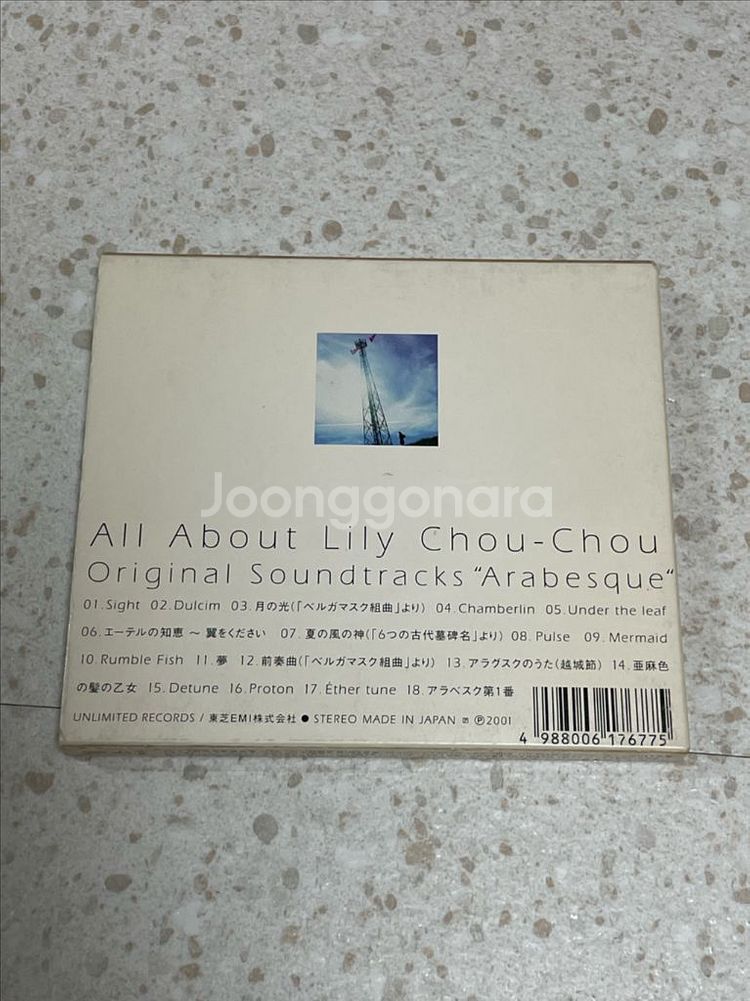 Joonggonara
All About Lily Chou-Chou
Original Soundtracks "Arabesque"
01.Sight 02.Dulcim 03.月の光(「ベルガマスク組曲」より) 04.Chamberlin 05.Under the leaf
06.エーテルの知恵 ~ 翼をください 07.夏の風の神(「6つの古代墓碑名」より) 08.Pulse 09.Mermaid
10.Rumble Fish 11.夢 12.前奏曲(「ベルガマスク組曲」より) 13.アラグスクのうた(越城節) 14.亜麻色
の髪の乙女 15.Detune 16.Proton 17.Éther tune 18.アラベスク第1番
UNLIMITED RECORDS / 東芝EMI株式会社 ● STEREO MADE IN JAPAN ℗2001
4 988006 176775